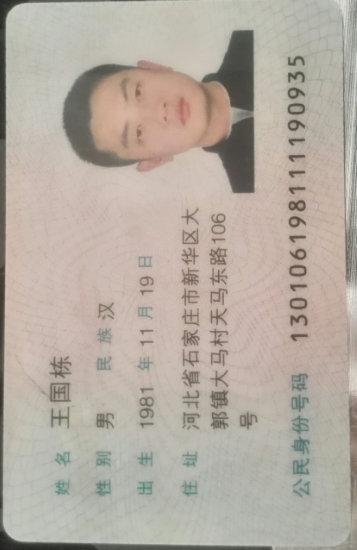 姓名 王国栋
性别 男 民族 汉
出生 1981 年 11 月 19 日
住址 河北省石家庄市新华区大
郭镇大马村天马东路106
号
公民身份号码 130106198111190935